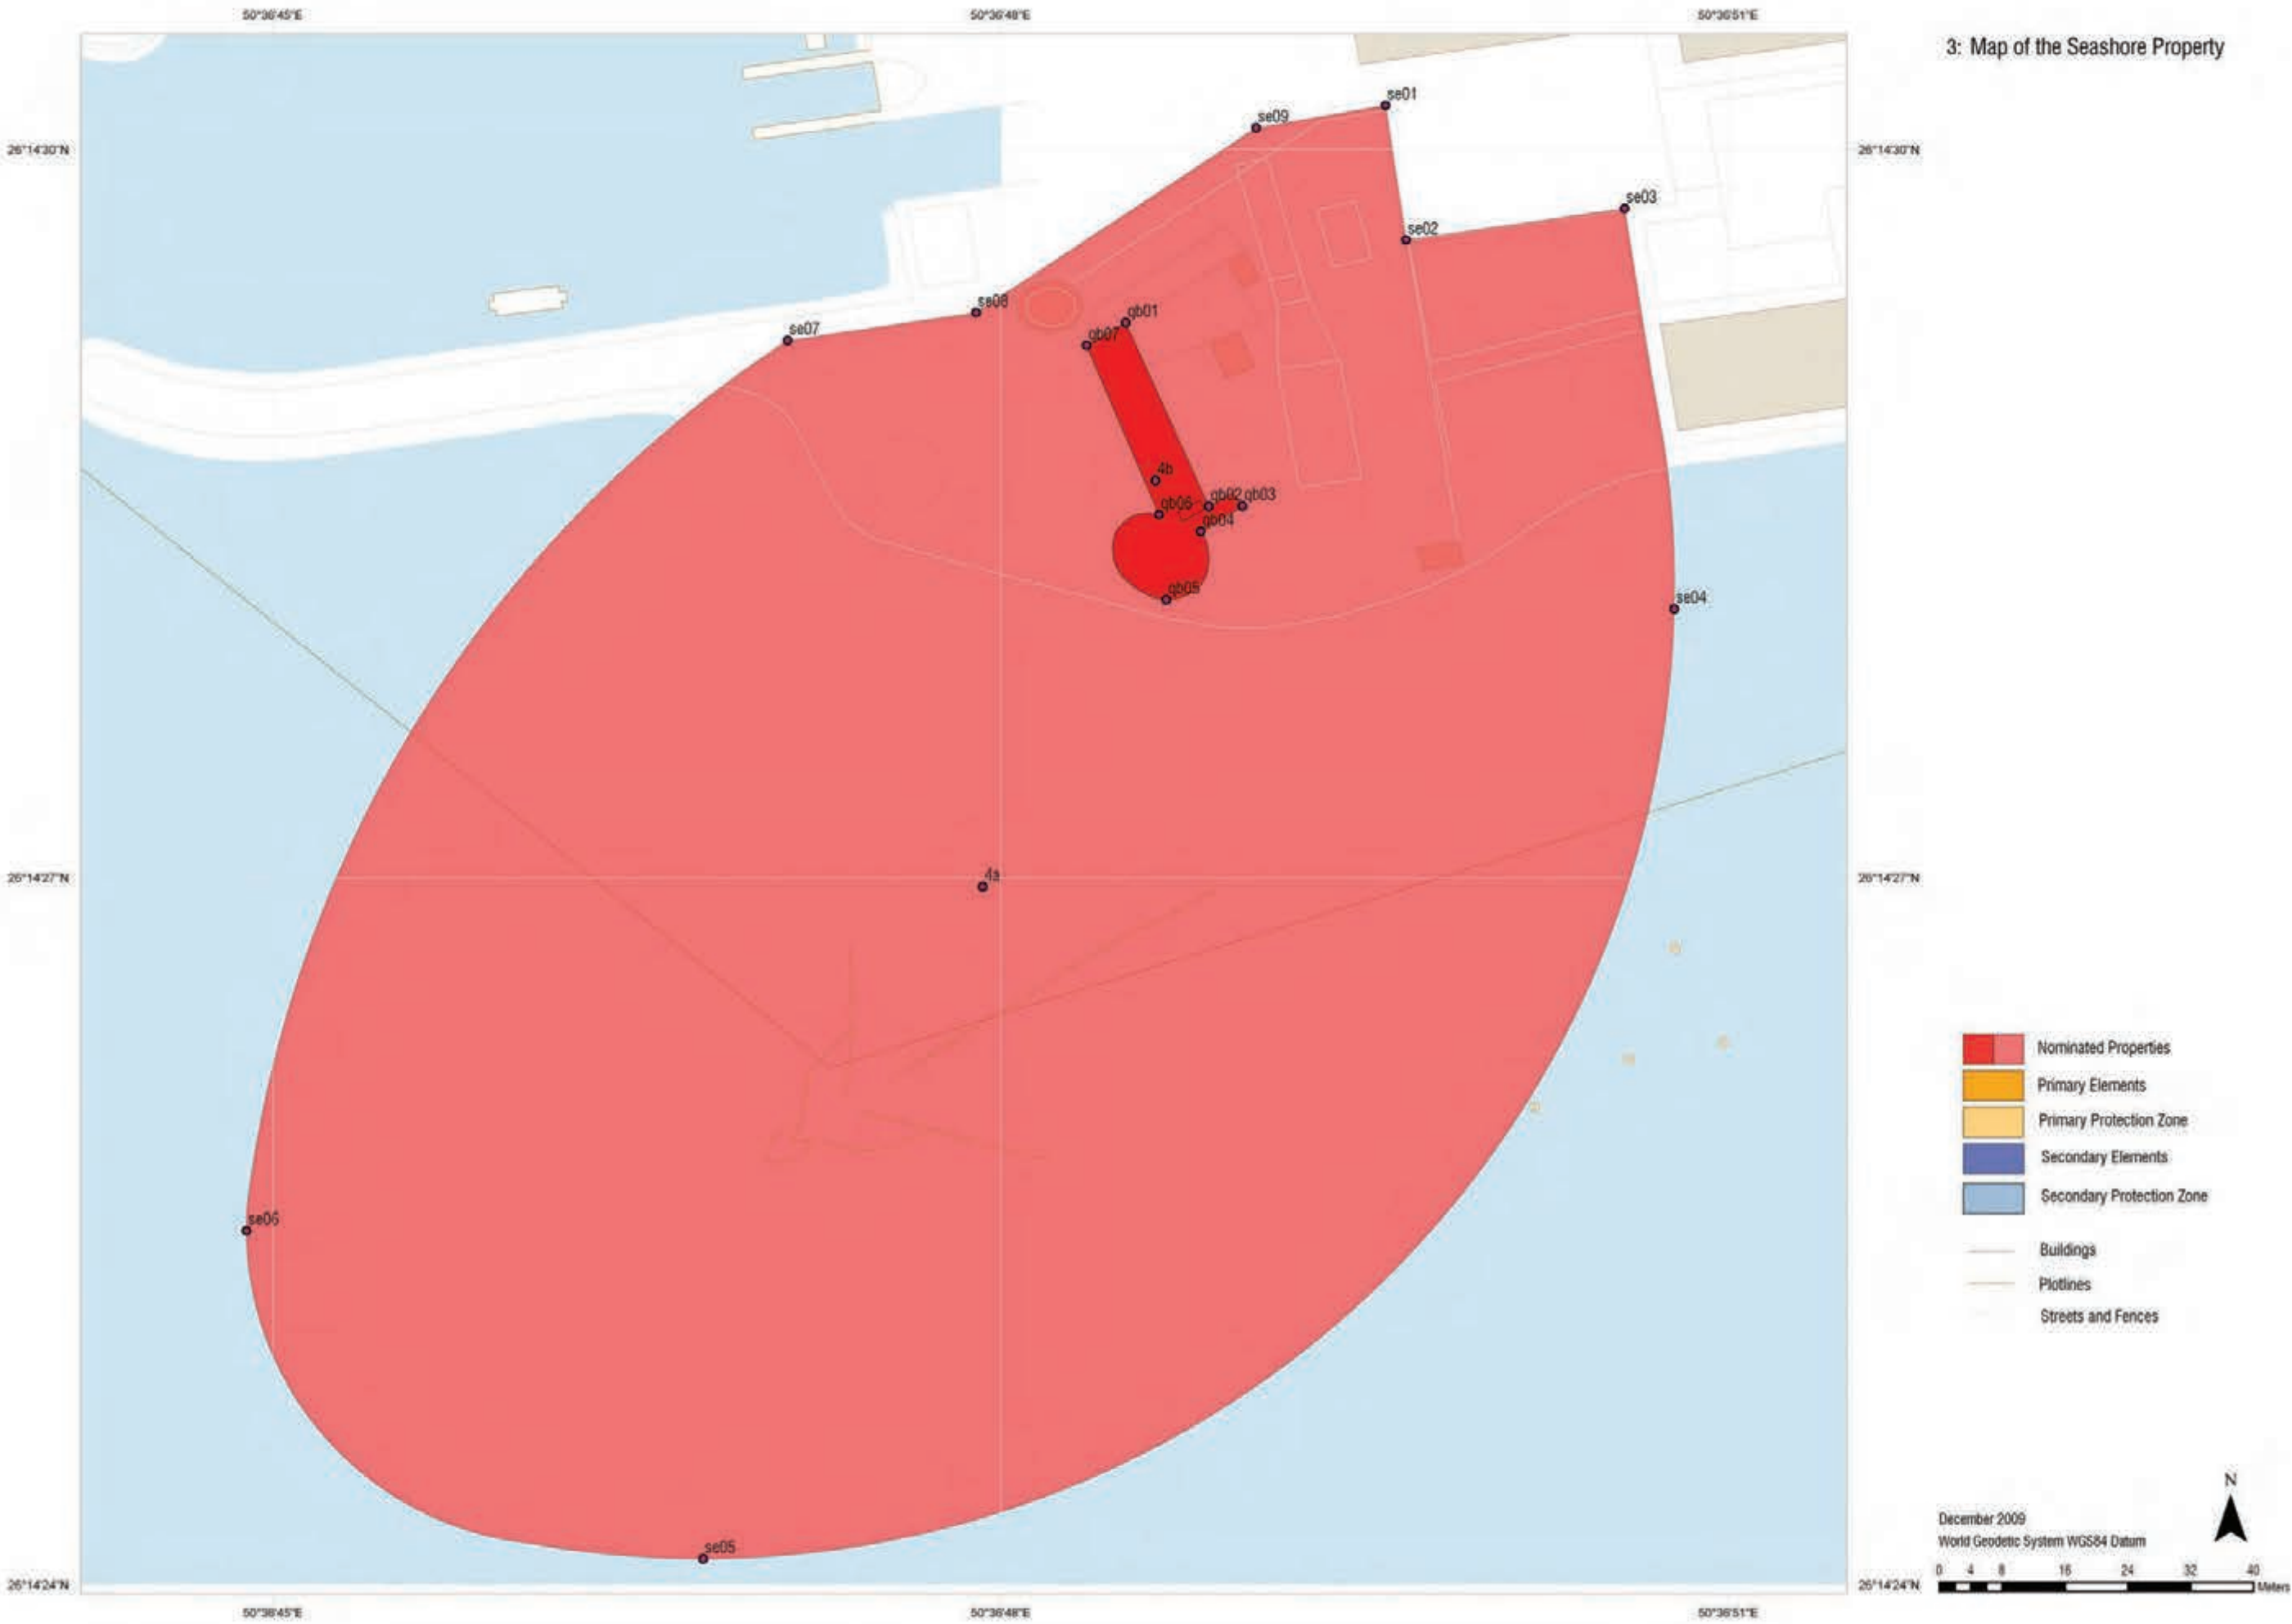 50°36'45"E 50°36'48"E 50°36'51"E
3: Map of the Seashore Property
se01
se09
26°14'30"N 26°14'30"N
se03
se02
se08
qb01
se07
qb07
4b
qb02 qb03
qb06
qb04
qb05
se04
4a
26°14'27"N 26°14'27"N
Nominated Properties
Primary Elements
Primary Protection Zone
Secondary Elements
Secondary Protection Zone
se06
Buildings
Plotlines
Streets and Fences
N
December 2009
World Geodetic System WGS84 Datum
se05
0 4 8 16 24 32 40
Meters
26°14'24"N 26°14'24"N
50°36'45"E 50°36'48"E 50°36'51"E